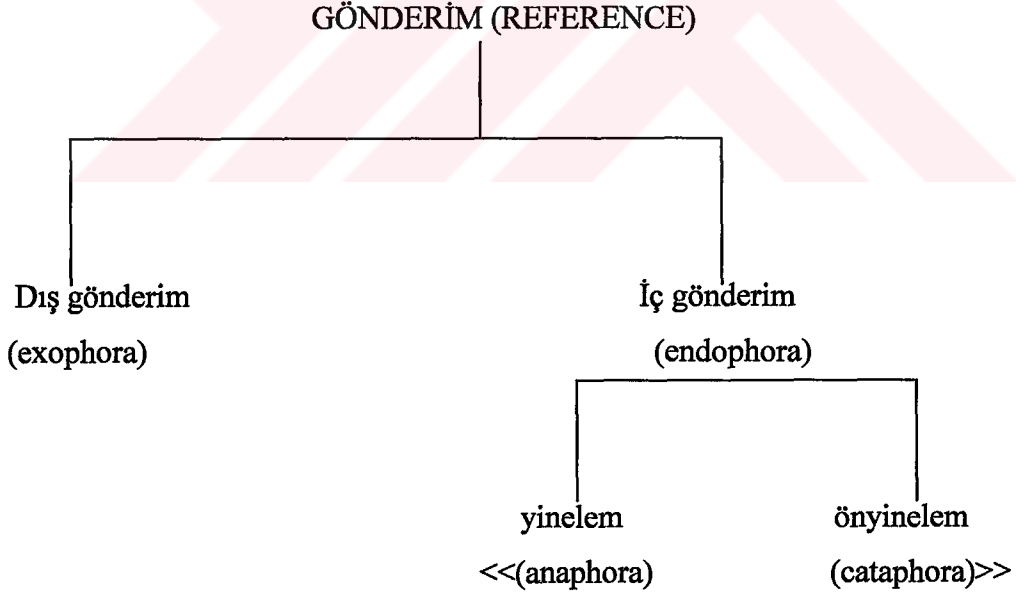 GÖNDERİM (REFERENCE)
Dış gönderim
(exophora)
İç gönderim
(endophora)
yinelem
<<(anaphora)
önyinelem
(cataphora)>>